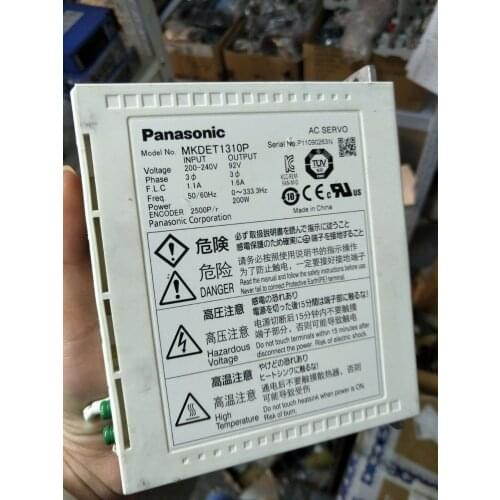 Panasonic
AC SERVO
Model No. MKDET1310P
Serial No. P11090263N
INPUT OUTPUT
Voltage 200-240V 92V
Phase 3ϕ 3ϕ
F.L.C 1.1A 1.6A
Freq. 50/60Hz 0~333.3Hz
Power 200W
ENCODER 2500P/r
Panasonic Corporation
TÜV
10
c UL us
Made in China
危険
必ず取扱説明書を読んで指示に従うこと
感電保護のため確実に接地端子を接地すること
危险
请务必按照使用说明书的指示操作
为了防止触电,一定要接好接地端子
DANGER
Read the manual and follow the safety instructions before use.
Never fail to connect Protective Earth(PE) terminal.
高圧注意
感電の恐れあり
電源を切った後15分間は端子部に触るな!
高压注意
电源切断后15分钟内不要触摸
端子部分。否则可能导致触电
Hazardous Voltage
Do not touch terminals within 15 minutes after
disconnect the power. Risk of electric shock.
高温注意
やけどの恐れあり
ヒートシンクに触るな!
高温注意
通电后不要触摸散热器。否
可能导致受伤
High Temperature
Do not touch heatsink when power is ON.
Risk of burn.